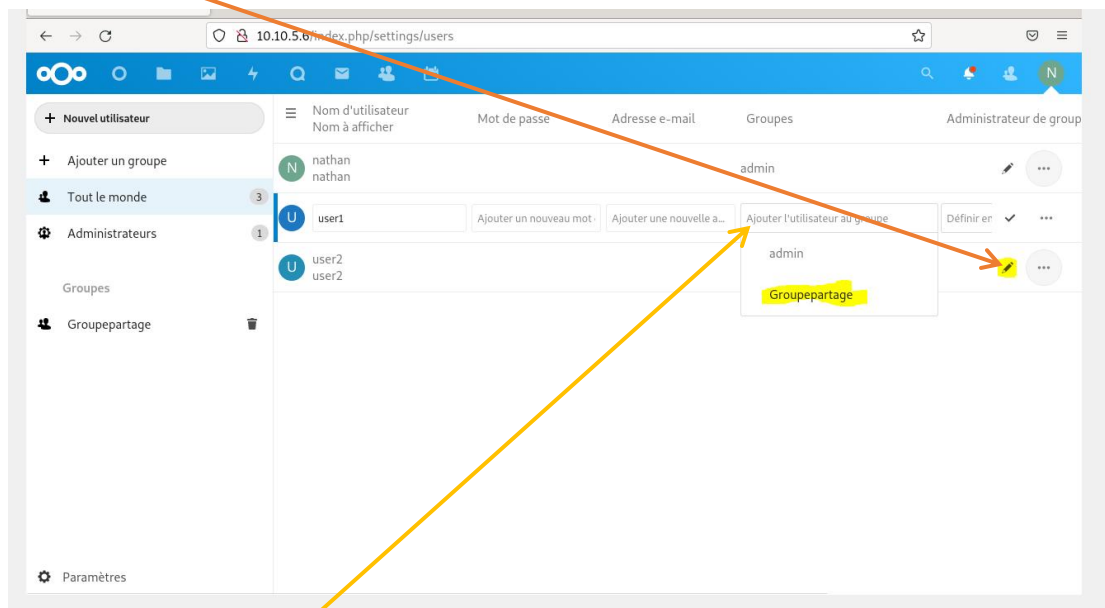 10.10.5.6/index.php/settings/users
N
Nouvel utilisateur
Nom d'utilisateur
Nom à afficher
Mot de passe
Adresse e-mail
Groupes
Administrateur de group
Ajouter un groupe
N
nathan
nathan
admin
Tout le monde
3
U
user1
Ajouter un nouveau mot
Ajouter une nouvelle a...
Ajouter l'utilisateur au groupe
Définir en
Administrateurs
1
admin
U
user2
user2
Groupes
Groupepartage
Groupepartage
Paramètres